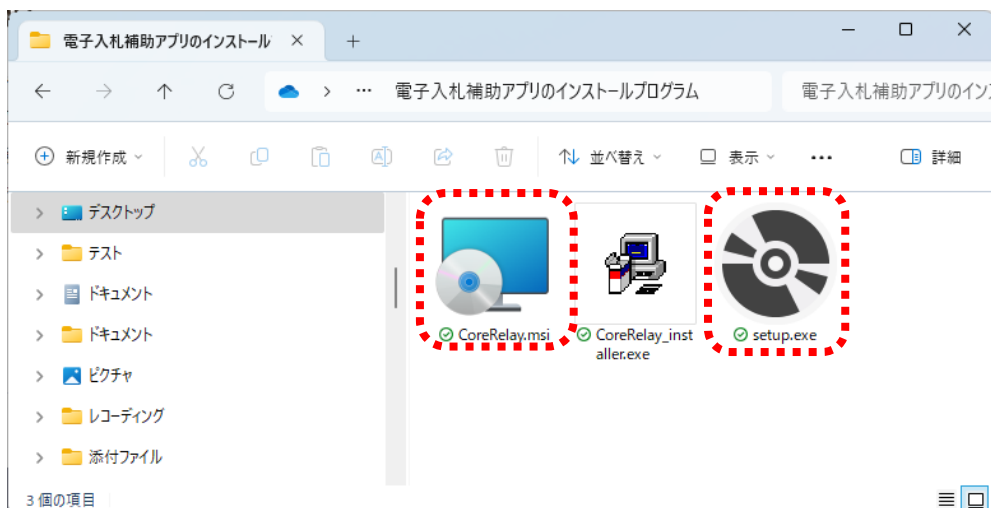 電子入札補助アプリのインストール
電子入札補助アプリのインストールプログラム
電子入札補助アプリのイン
新規作成
並べ替え
表示
詳細
デスクトップ
テスト
ドキュメント
ドキュメント
ピクチャ
レコーディング
添付ファイル
CoreRelay.msi
CoreRelay_inst
aller.exe
setup.exe
3 個の項目